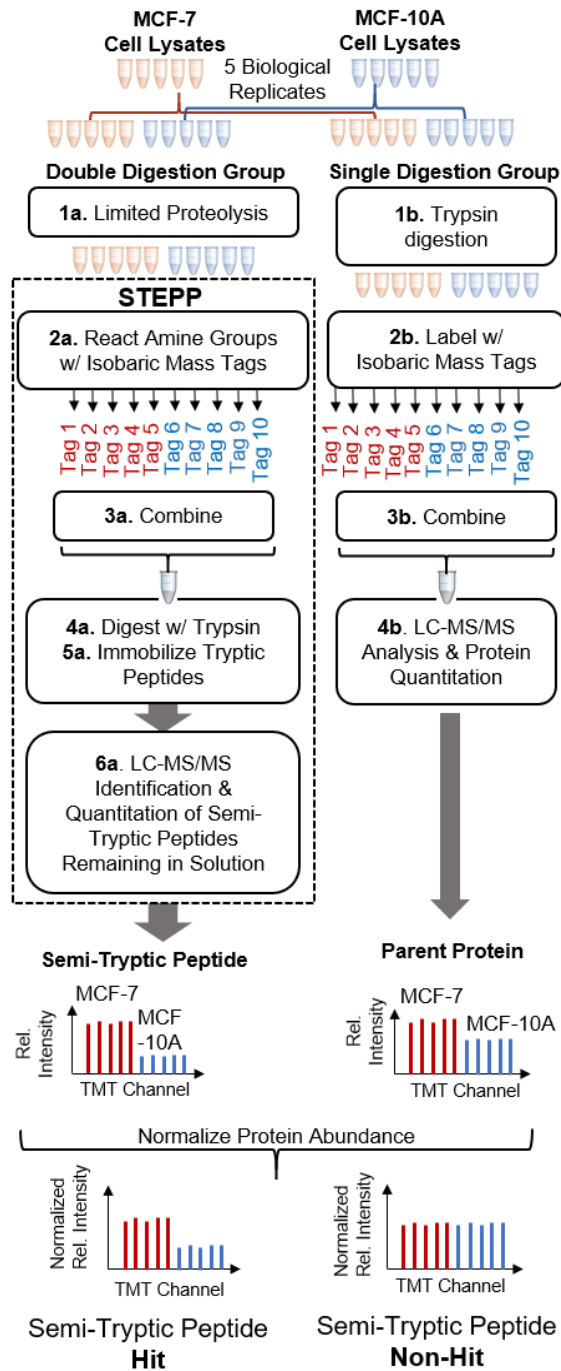 MCF-7
Cell Lysates
MCF-10A
Cell Lysates
5 Biological
Replicates
Double Digestion Group
Single Digestion Group
1a. Limited Proteolysis
1b. Trypsin
digestion
STEPP
2a. React Amine Groups
w/ Isobaric Mass Tags
2b. Label w/
Isobaric Mass Tags
Tag 1
Tag 2
Tag 3
Tag 4
Tag 5
Tag 6
Tag 7
Tag 8
Tag 9
Tag 10
Tag 1
Tag 2
Tag 3
Tag 4
Tag 5
Tag 6
Tag 7
Tag 8
Tag 9
Tag 10
3a. Combine
3b. Combine
4a. Digest w/ Trypsin
5a. Immobilize Tryptic
Peptides
4b. LC-MS/MS
Analysis & Protein
Quantitation
6a. LC-MS/MS
Identification &
Quantitation of Semi-
Tryptic Peptides
Remaining in Solution
Semi-Tryptic Peptide
Parent Protein
Rel.
Intensity
MCF-7
MCF
-10A
TMT Channel
Rel.
Intensity
MCF-7
MCF-10A
TMT Channel
Normalize Protein Abundance
Normalized
Rel. Intensity
TMT Channel
Normalized
Rel. Intensity
TMT Channel
Semi-Tryptic Peptide
Hit
Semi-Tryptic Peptide
Non-Hit